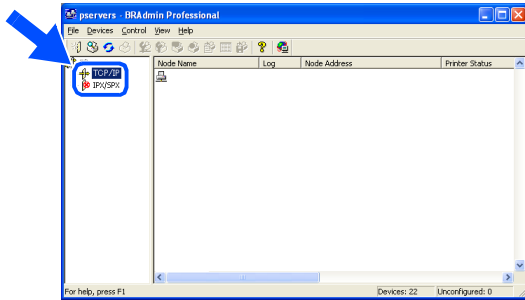 pservers - BRAdmin Professional
File Devices Control View Help
Node Name Log Node Address Printer Status
TCP/IP
IPX/SPX
For help, press F1 Devices: 22 Unconfigured: 0